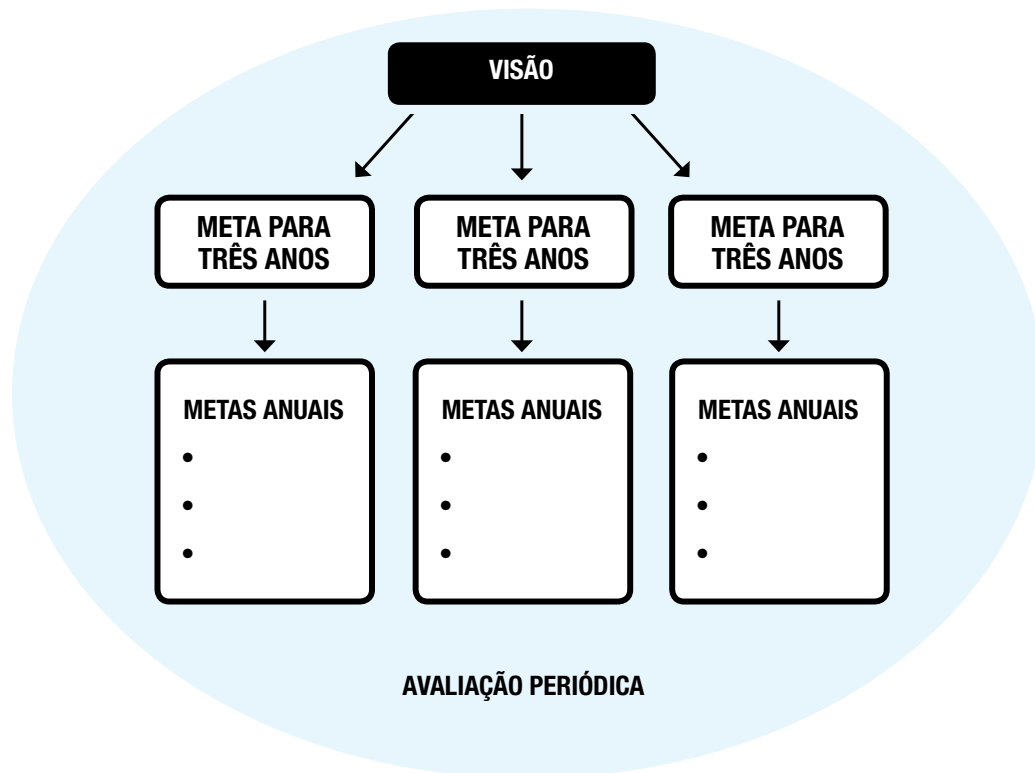 VISÃO
META PARA
TRÊS ANOS
META PARA
TRÊS ANOS
META PARA
TRÊS ANOS
METAS ANUAIS
•
•
•
METAS ANUAIS
•
•
•
METAS ANUAIS
•
•
•
AVALIAÇÃO PERIÓDICA